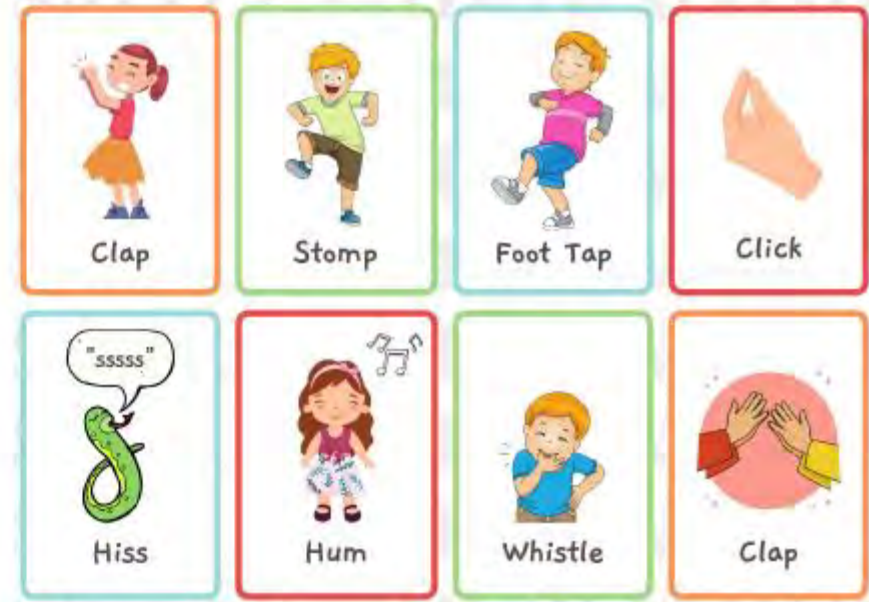 Clap
Stomp
Foot Tap
Click
"sssss"
Hiss
Hum
Whistle
Clap